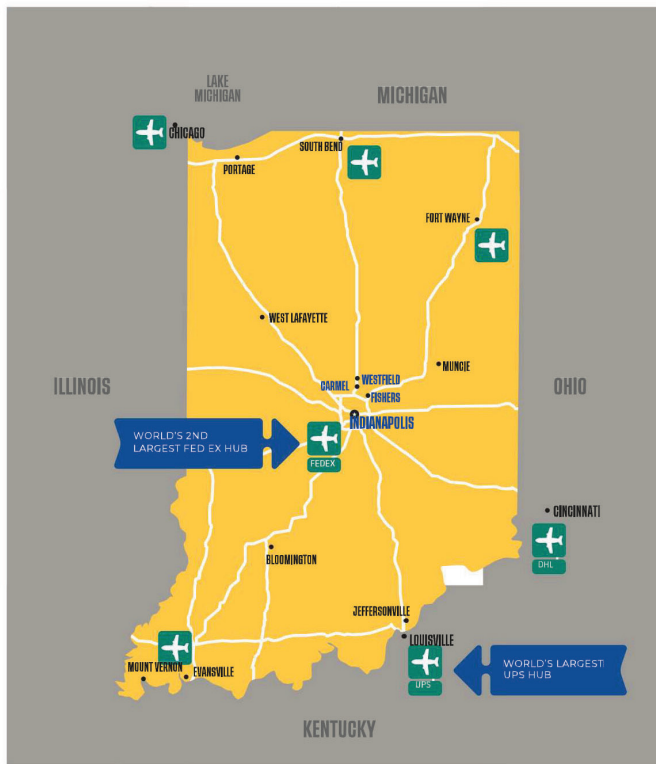 LAKE
MICHIGAN
MICHIGAN
CHICAGO
SOUTH BEND
PORTAGE
FORT WAYNE
WEST LAFAYETTE
MUNCIE
WESTFIELD
CARMEL
FISHERS
ILLINOIS
OHIO
INDIANAPOLIS
WORLD'S 2ND
LARGEST FED EX HUB
FEDEX
CINCINNATI
DHL
BLOOMINGTON
JEFFERSONVILLE
LOUISVILLE
MOUNT VERNON
EVANSVILLE
UPS
WORLD'S LARGEST
UPS HUB
KENTUCKY